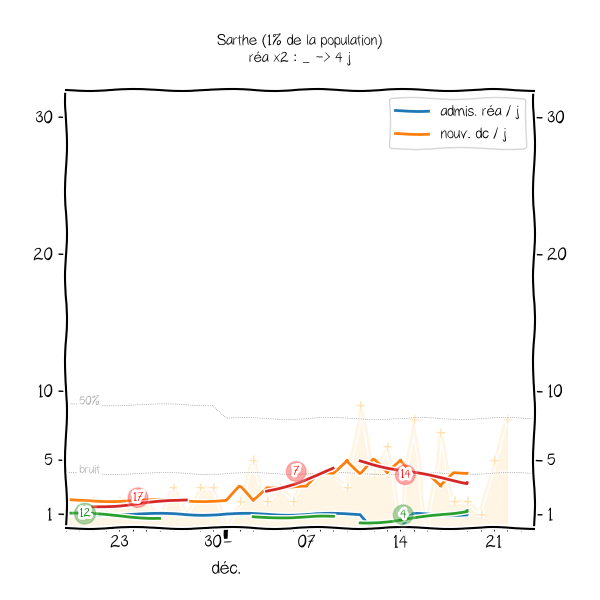 Sarthe (1% de la population)
réa x2 : _ -> 4 j
admis. réa / j
nouv. dc / j
30 30
20 20
10 10
50%
5 5
bruit
17 7 14
1 12 4 1
23 30 07 14 21
déc.